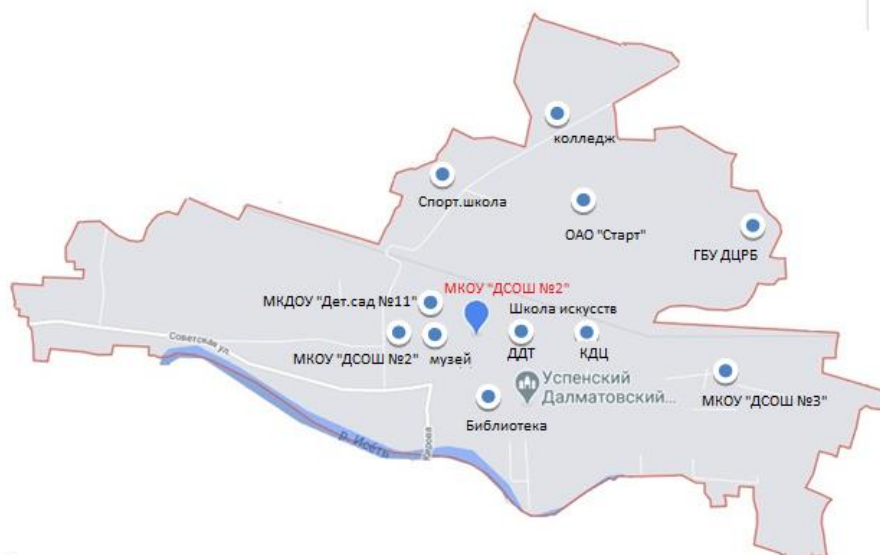 колледж
Спорт.школа
ОАО "Старт"
ГБУ ДЦРБ
МКДОУ "Дет.сад №11"
МКОУ "ДСОШ №2"
Школа искусств
Советская ул.
МКОУ "ДСОШ №2"
музей
ДДТ
КДЦ
Успенский
Далматовский...
МКОУ "ДСОШ №3"
Библиотека
р. Исеть
Кирова